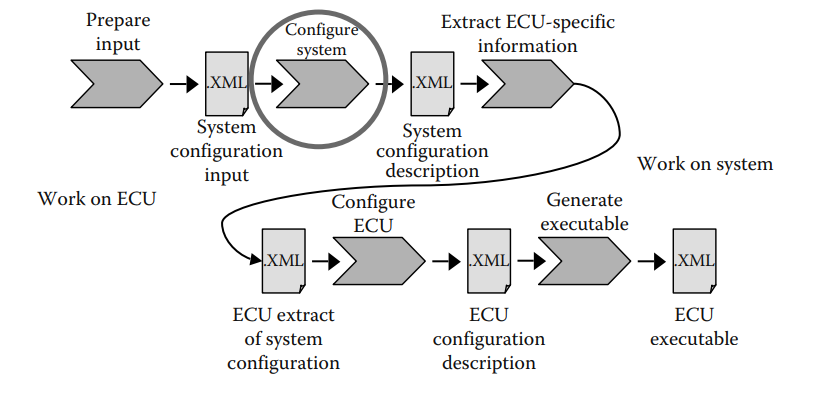 Prepare
input
Configure
system
Extract ECU-specific
information
.XML
.XML
System
configuration
input
System
configuration
description
Work on system
Work on ECU
Configure
ECU
Generate
executable
.XML
.XML
.XML
ECU extract
of system
configuration
ECU
configuration
description
ECU
executable